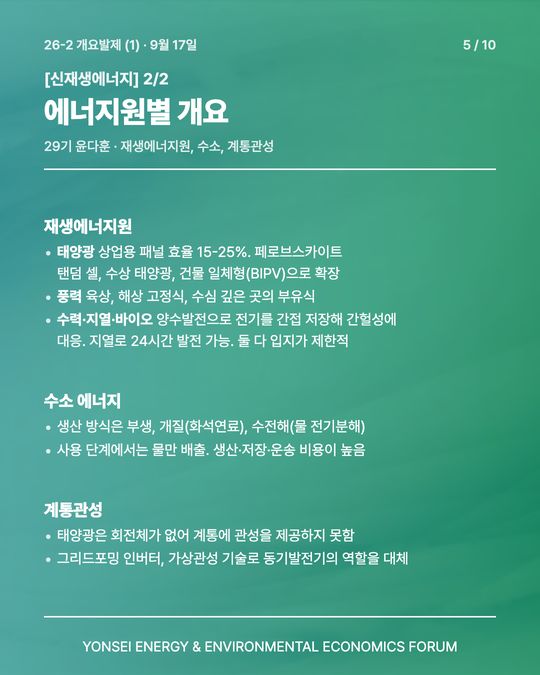 26-2 개요발제 (1) · 9월 17일
5 / 10
[신재생에너지] 2/2
에너지원별 개요
29기 윤다훈 · 재생에너지원, 수소, 계통관성
재생에너지원
• 태양광 상업용 패널 효율 15-25%. 페로브스카이트
탠덤 셀, 수상 태양광, 건물 일체형(BIPV)으로 확장
• 풍력 육상, 해상 고정식, 수심 깊은 곳의 부유식
• 수력·지열·바이오 양수발전으로 전기를 간접 저장해 간헐성에
대응. 지열로 24시간 발전 가능. 둘 다 입지가 제한적
수소 에너지
• 생산 방식은 부생, 개질(화석연료), 수전해(물 전기분해)
• 사용 단계에서는 물만 배출. 생산·저장·운송 비용이 높음
계통관성
• 태양광은 회전체가 없어 계통에 관성을 제공하지 못함
• 그리드포밍 인버터, 가상관성 기술로 동기발전기의 역할을 대체
YONSEI ENERGY & ENVIRONMENTAL ECONOMICS FORUM